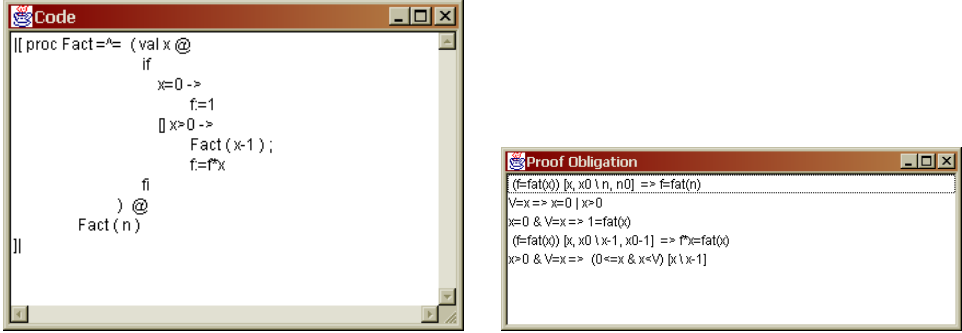 Code
|[ proc Fact =^= ( val x @
if
x=0 ->
f:=1
[] x>0 ->
Fact ( x-1 ) ;
f:=f*x
fi
) @
Fact ( n )
]|
Proof Obligation
(f=fat(x)) [x, x0 \ n, n0] => f=fat(n)
V=x => x=0 | x>0
x=0 & V=x => 1=fat(x)
(f=fat(x)) [x, x0 \ x-1, x0-1] => f*x=fat(x)
x>0 & V=x => (0<=x & x<V) [x \ x-1]